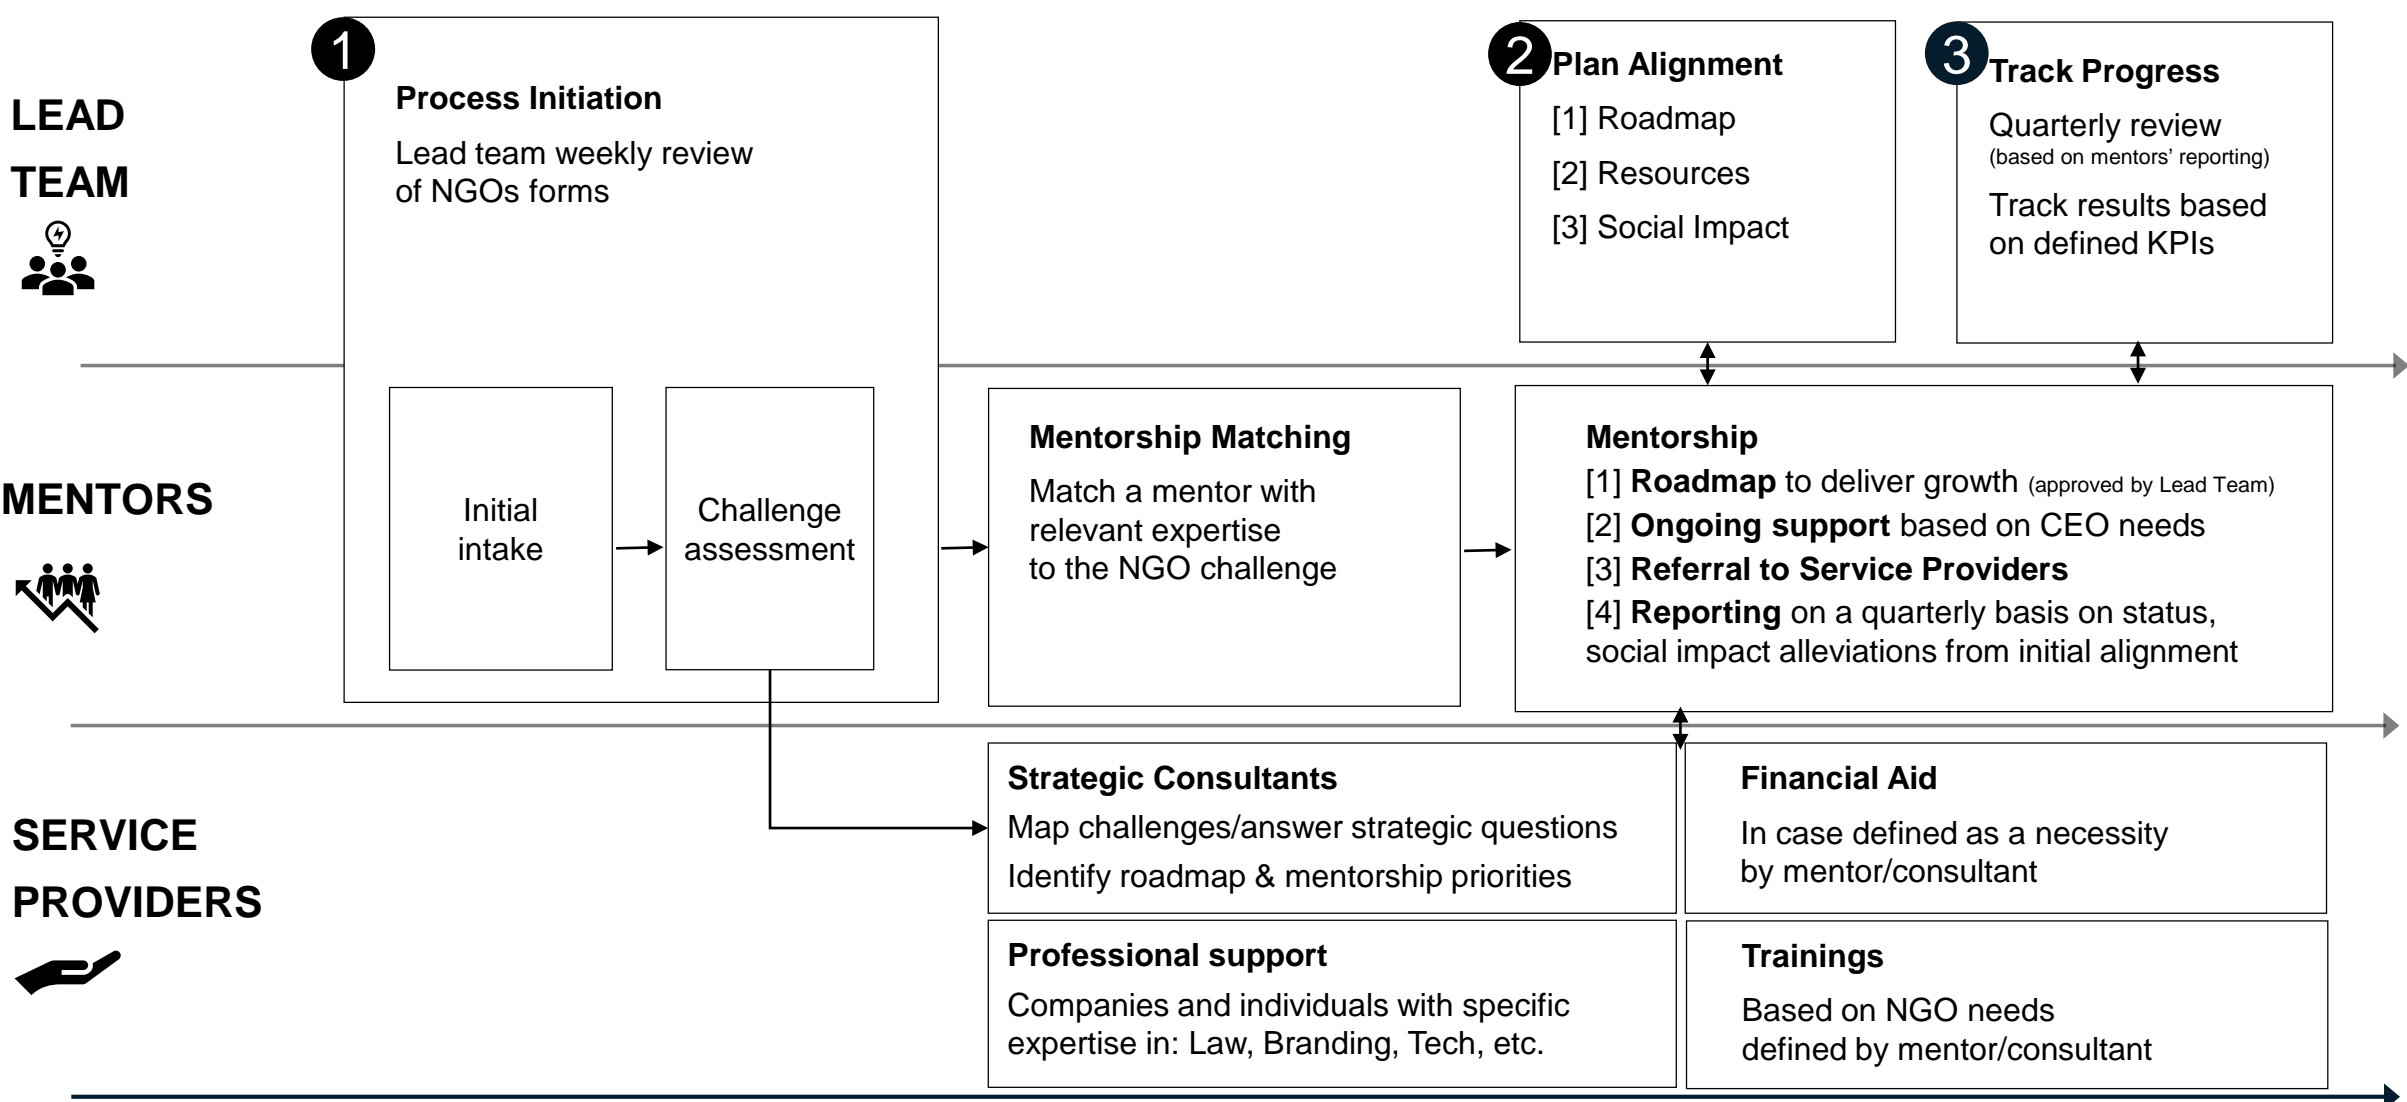 LEAD
TEAM
1
Process Initiation
Lead team weekly review
of NGOs forms
2
Plan Alignment
[1] Roadmap
[2] Resources
[3] Social Impact
3
Track Progress
Quarterly review
(based on mentors’ reporting)
Track results based
on defined KPIs
MENTORS
Initial
intake
Challenge
assessment
Mentorship Matching
Match a mentor with
relevant expertise
to the NGO challenge
Mentorship
[1] Roadmap to deliver growth (approved by Lead Team)
[2] Ongoing support based on CEO needs
[3] Referral to Service Providers
[4] Reporting on a quarterly basis on status,
social impact alleviations from initial alignment
SERVICE
PROVIDERS
Strategic Consultants
Map challenges/answer strategic questions
Identify roadmap & mentorship priorities
Financial Aid
In case defined as a necessity
by mentor/consultant
Professional support
Companies and individuals with specific
expertise in: Law, Branding, Tech, etc.
Trainings
Based on NGO needs
defined by mentor/consultant